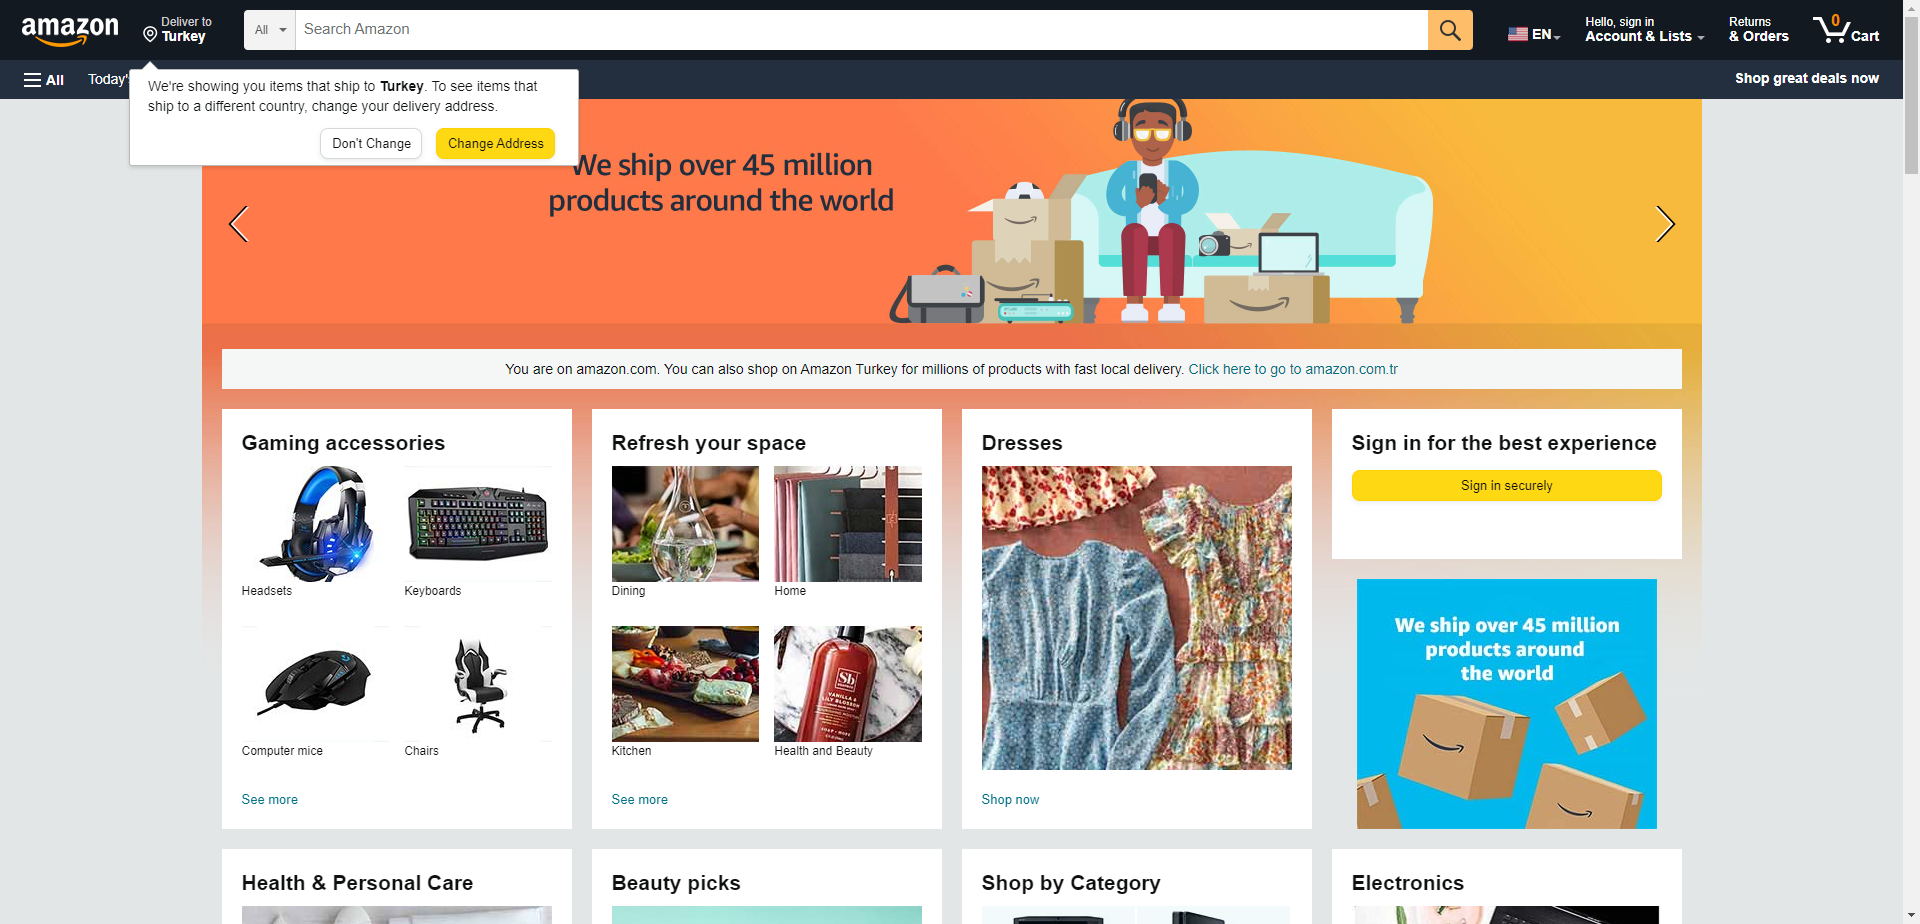 amazon
Deliver to
Turkey
All
Search Amazon
EN
Hello, sign in
Account & Lists
Returns
& Orders
0
Cart
All
Today'
Shop great deals now
We're showing you items that ship to Turkey. To see items that
ship to a different country, change your delivery address.
Don't Change
Change Address
We ship over 45 million
products around the world
You are on amazon.com. You can also shop on Amazon Turkey for millions of products with fast local delivery. Click here to go to amazon.com.tr
Gaming accessories
Headsets
Keyboards
Computer mice
Chairs
See more
Refresh your space
Dining
Home
Sb
VANILLA &
LILY BLOSSOM
Kitchen
Health and Beauty
See more
Dresses
Shop now
Sign in for the best experience
Sign in securely
We ship over 45 million
products around
the world
Health & Personal Care
Beauty picks
Shop by Category
Electronics